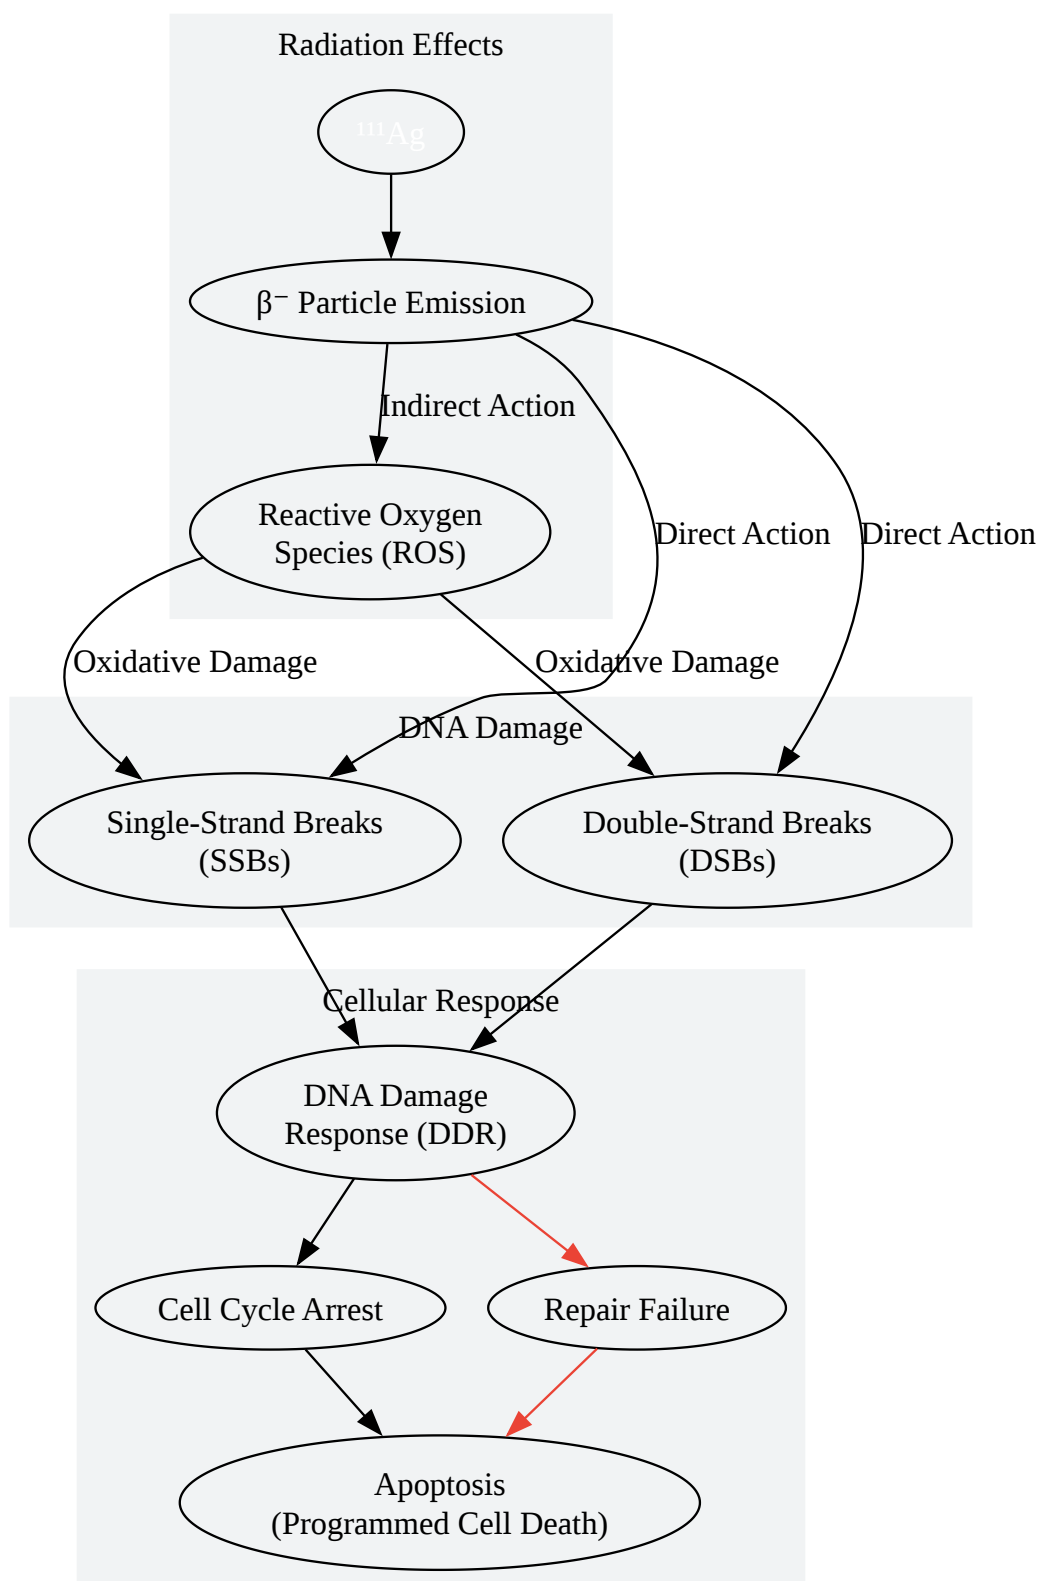 Radiation Effects
¹¹¹Ag
β⁻ Particle Emission
Indirect Action
Reactive Oxygen
Species (ROS)
Direct Action
Direct Action
Oxidative Damage
Oxidative Damage
DNA Damage
Single-Strand Breaks
(SSBs)
Double-Strand Breaks
(DSBs)
Cellular Response
DNA Damage
Response (DDR)
Cell Cycle Arrest
Repair Failure
Apoptosis
(Programmed Cell Death)